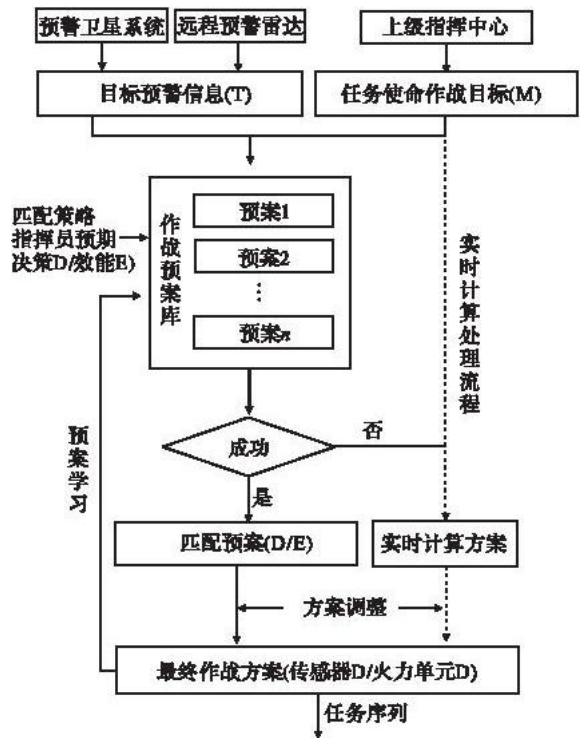 预警卫星系统
远程预警雷达
上级指挥中心
目标预警信息(T)
任务使命作战目标(M)
匹配策略
指挥员预期
决策D/效能E)
作战预案库
预案1
预案2
⋮
预案n
实时计算处理流程
成功
否
是
预案学习
匹配预案(D/E)
实时计算方案
方案调整
最终作战方案(传感器D/火力单元D)
任务序列